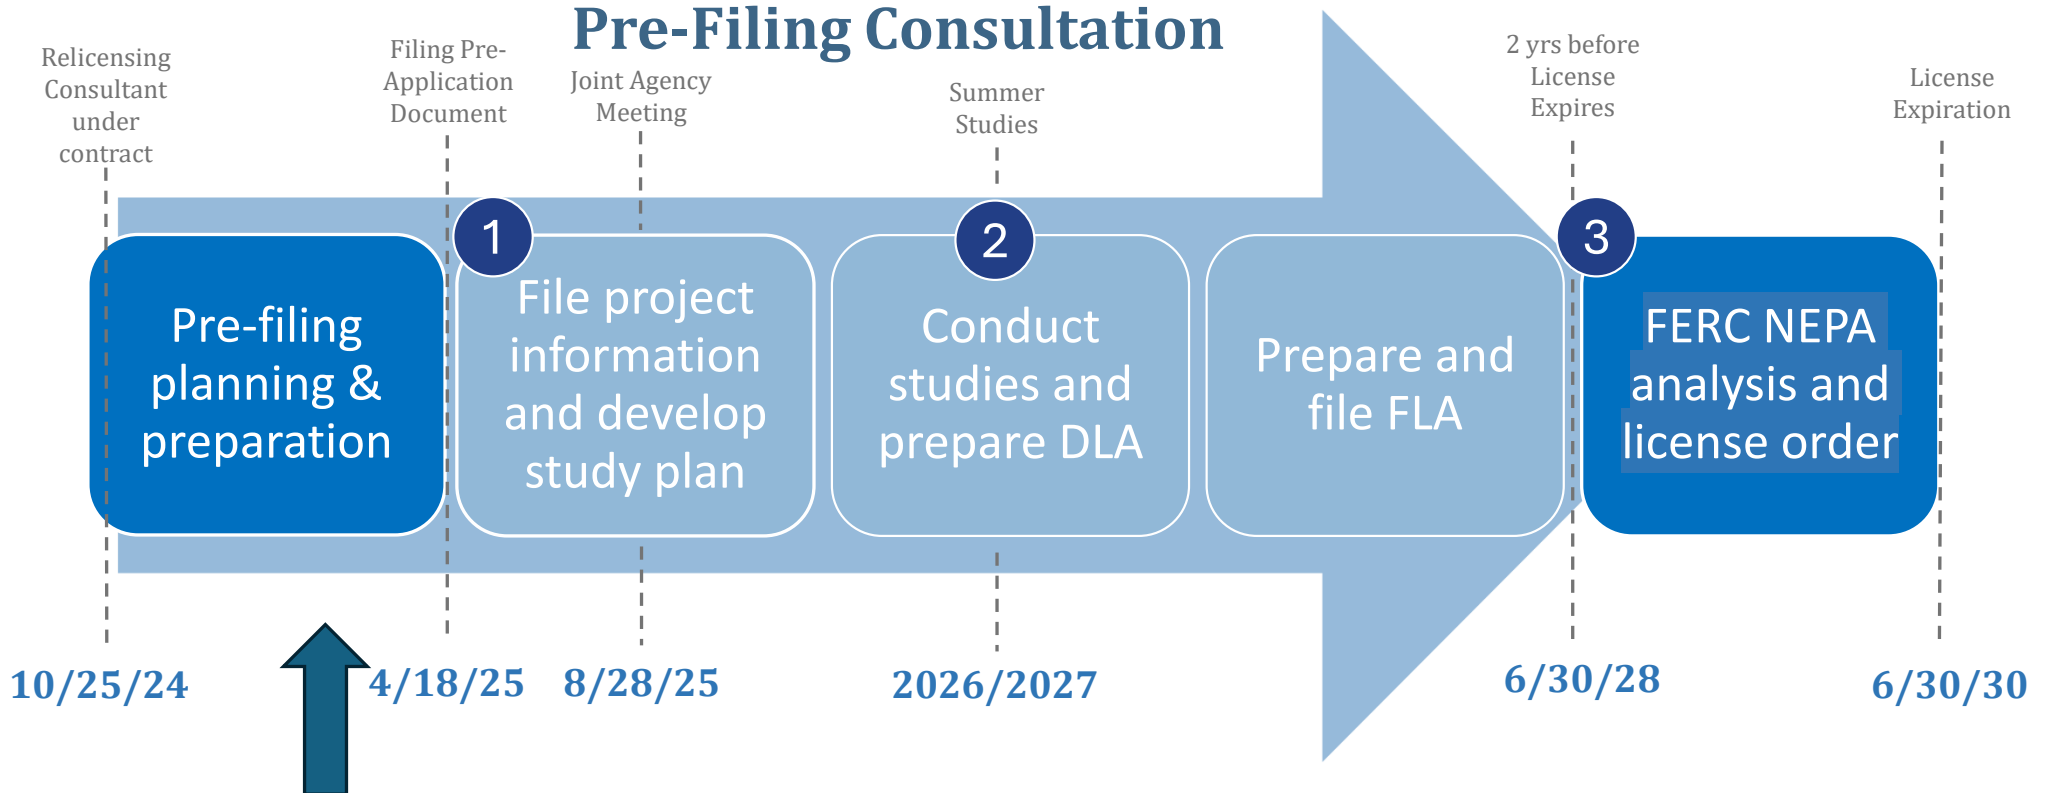 Pre-Filing Consultation
Relicensing
Consultant
under
contract
Filing Pre-
Application
Document
Joint Agency
Meeting
Summer
Studies
2 yrs before
License
Expires
License
Expiration
Pre-filing
planning &
preparation
1
File project
information
and develop
study plan
2
Conduct
studies and
prepare DLA
Prepare and
file FLA
3
FERC NEPA
analysis and
license order
10/25/24
4/18/25
8/28/25
2026/2027
6/30/28
6/30/30